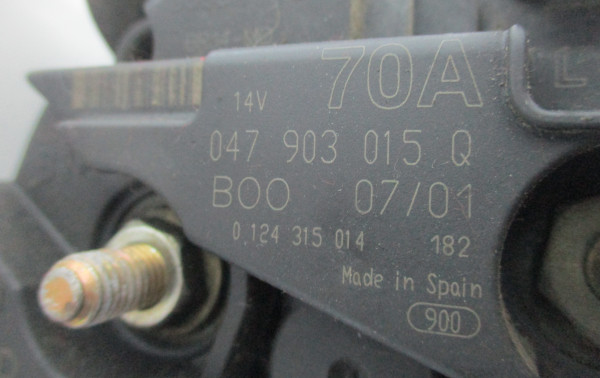 70A
14V
047 903 015 Q
BOO 07/01
0 124 315 014 182
Made in Spain
900
L